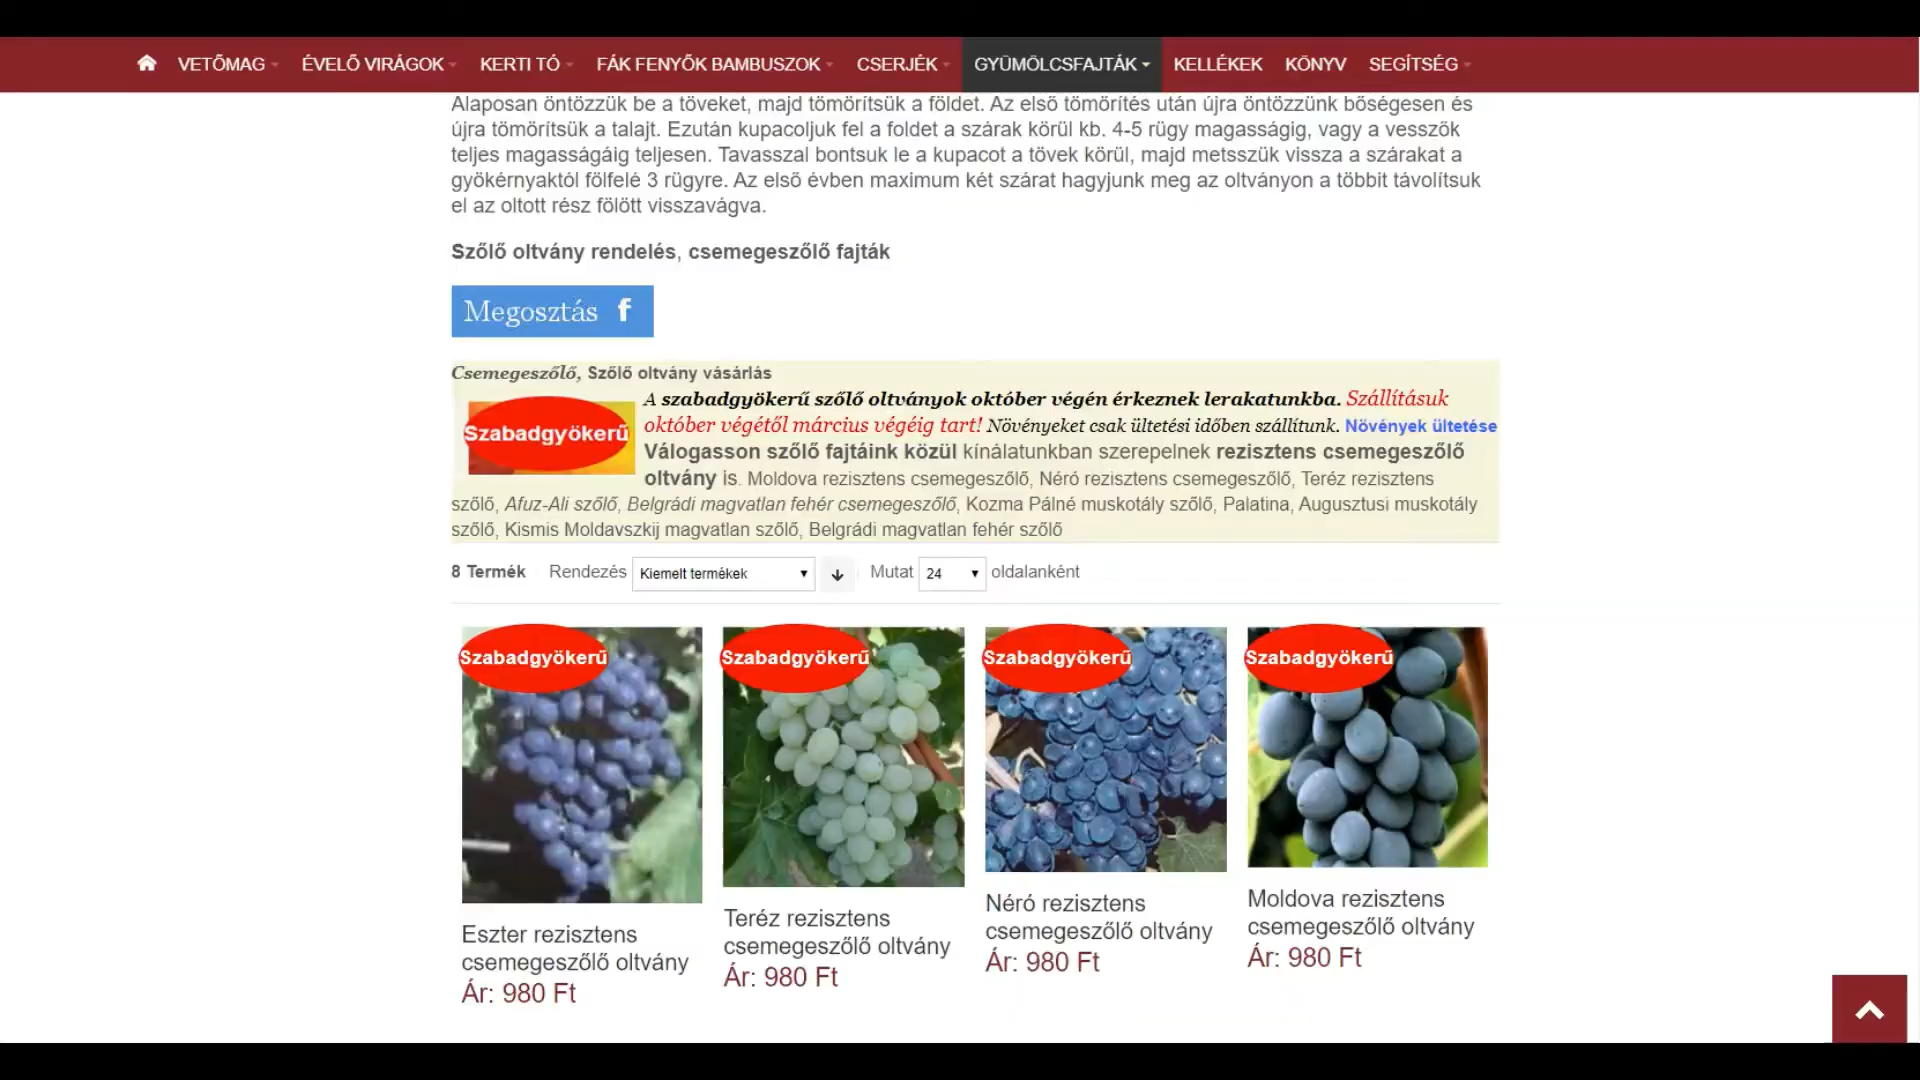 VETŐMAG ÉVELŐ VIRÁGOK KERTI TÓ FÁK FENYŐK BAMBUSZOK CSERJÉK GYÜMÖLCSFAJTÁK KELLÉKEK KÖNYV SEGÍTSÉG
Alaposan öntözzük be a töveket, majd tömörítsük a földet. Az első tömörítés után újra öntözzünk bőségesen és
újra tömörítsük a talajt. Ezután kupacoljuk fel a foldet a szárak körül kb. 4-5 rügy magasságig, vagy a vesszők
teljes magasságáig teljesen. Tavasszal bontsuk le a kupacot a tövek körül, majd metsszük vissza a szárakat a
gyökérnyaktól fölfelé 3 rügyre. Az első évben maximum két szárat hagyjunk meg az oltványon a többit távolítsuk
el az oltott rész fölött visszavágva.
Szőlő oltvány rendelés, csemegeszőlő fajták
Megosztás f
Csemegeszőlő, Szőlő oltvány vásárlás
Szabadgyökerű
A szabadgyökerű szőlő oltványok október végén érkeznek lerakatunkba. Szállításuk
október végétől március végéig tart! Növényeket csak ültetési időben szállítunk. Növények ültetése
Válogasson szőlő fajtáink közül kínálatunkban szerepelnek rezisztens csemegeszőlő
oltvány is. Moldova rezisztens csemegeszőlő, Néró rezisztens csemegeszőlő, Teréz rezisztens
szőlő, Afuz-Ali szőlő, Belgrádi magvatlan fehér csemegeszőlő, Kozma Pálné muskotály szőlő, Palatina, Augusztusi muskotály
szőlő, Kismis Moldavszkij magvatlan szőlő, Belgrádi magvatlan fehér szőlő
8 Termék Rendezés Kiemelt termékek Mutat 24 oldalanként
Szabadgyökerű
Eszter rezisztens
csemegeszőlő oltvány
Ár: 980 Ft
Szabadgyökerű
Teréz rezisztens
csemegeszőlő oltvány
Ár: 980 Ft
Szabadgyökerű
Néró rezisztens
csemegeszőlő oltvány
Ár: 980 Ft
Szabadgyökerű
Moldova rezisztens
csemegeszőlő oltvány
Ár: 980 Ft